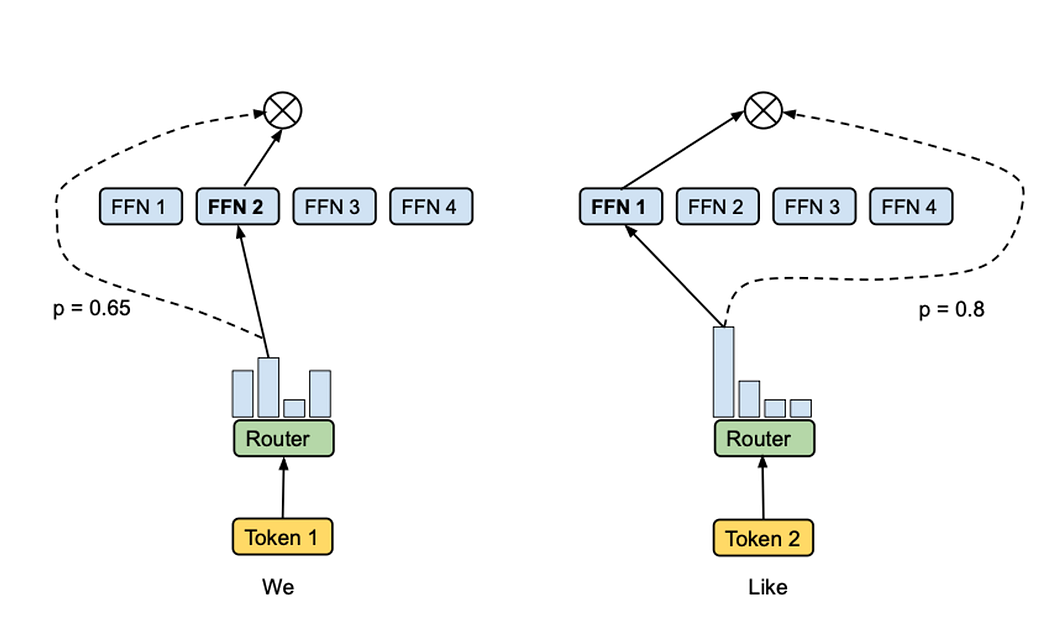 FFN 1 FFN 2 FFN 3 FFN 4 FFN 1 FFN 2 FFN 3 FFN 4
p = 0.65 p = 0.8
Router Router
Token 1 Token 2
We Like